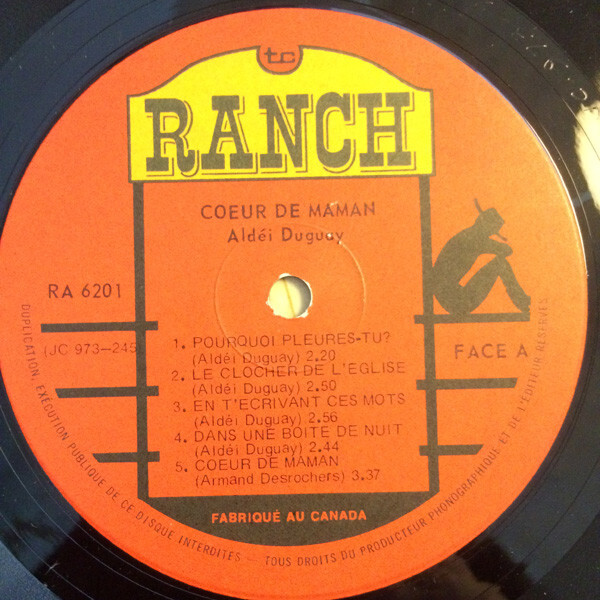 tc
RANCH
COEUR DE MAMAN
Aldéi Duguay
RA 6201
(JC 973-245)
FACE A
1. POURQUOI PLEURES-TU?
(Aldéi Duguay) 2.20
2. LE CLOCHER DE L'EGLISE
(Aldéi Duguay) 2.50
3. EN T'ECRIVANT CES MOTS
(Aldéi Duguay) 2.56
4. DANS UNE BOITE DE NUIT
(Aldéi Duguay) 2.44
5. COEUR DE MAMAN
(Armand Desrochers) 3.37
FABRIQUÉ AU CANADA
DUPLICATION, EXECUTION PUBLIQUE DE CE DISQUE INTERDITES – TOUS DROITS DU PRODUCTEUR PHONOGRAPHIQUE ET DE L'ÉDITEUR RÉSERVÉS